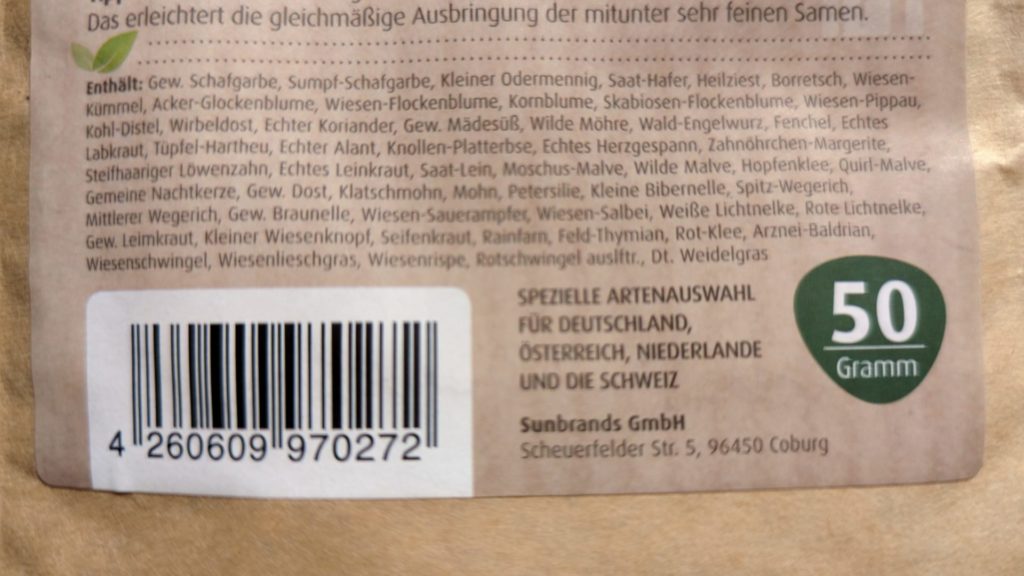 Das erleichtert die gleichmäßige Ausbringung der mitunter sehr feinen Samen.
Enthält: Gew. Schafgarbe, Sumpf-Schafgarbe, Kleiner Odermennig, Saat-Hafer, Heilziest, Borretsch, Wiesen-
Kümmel, Acker-Glockenblume, Wiesen-Flockenblume, Kornblume, Skabiosen-Flockenblume, Wiesen-Pippau,
Kohl-Distel, Wirbeldost, Echter Koriander, Gew. Mädesüß, Wilde Möhre, Wald-Engelwurz, Fenchel, Echtes
Labkraut, Tüpfel-Hartheu, Echter Alant, Knollen-Platterbse, Echtes Herzgespann, Zahnöhrchen-Margerite,
Steifhaariger Löwenzahn, Echtes Leinkraut, Saat-Lein, Moschus-Malve, Wilde Malve, Hopfenklee, Quirl-Malve,
Gemeine Nachtkerze, Gew. Dost, Klatschmohn, Mohn, Petersilie, Kleine Bibernelle, Spitz-Wegerich,
Mittlerer Wegerich, Gew. Braunelle, Wiesen-Sauerampfer, Wiesen-Salbei, Weiße Lichtnelke, Rote Lichtnelke,
Gew. Leimkraut, Kleiner Wiesenknopf, Seifenkraut, Rainfarn, Feld-Thymian, Rot-Klee, Arznei-Baldrian,
Wiesenschwingel, Wiesenlieschgras, Wiesenrispe, Rotschwingel auslftr., Dt. Weidelgras
SPEZIELLE ARTENAUSWAHL
FÜR DEUTSCHLAND,
ÖSTERREICH, NIEDERLANDE
UND DIE SCHWEIZ
50
Gramm
Sunbrands GmbH
Scheuerfelder Str. 5, 96450 Coburg
4 260609 970272